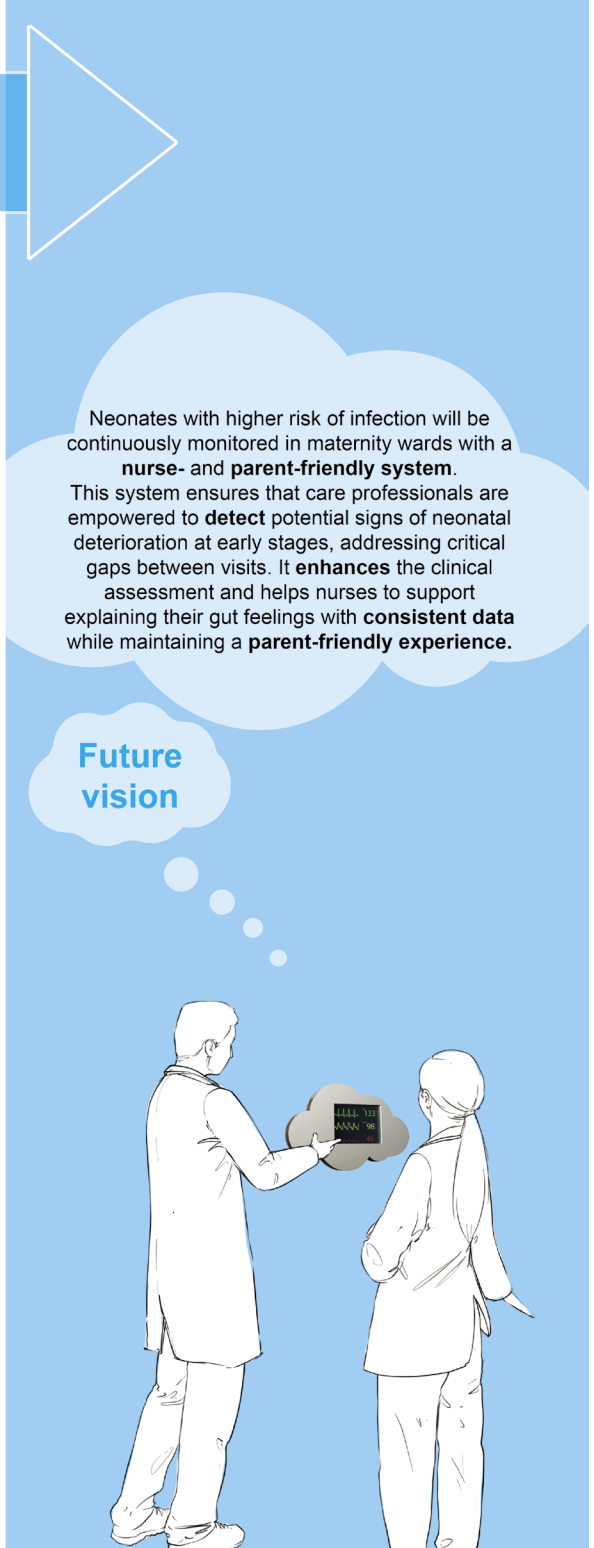 Neonates with higher risk of infection will be
continuously monitored in maternity wards with a
nurse- and parent-friendly system.
This system ensures that care professionals are
empowered to detect potential signs of neonatal
deterioration at early stages, addressing critical
gaps between visits. It enhances the clinical
assessment and helps nurses to support
explaining their gut feelings with consistent data
while maintaining a parent-friendly experience.
Future
vision
133
98
46